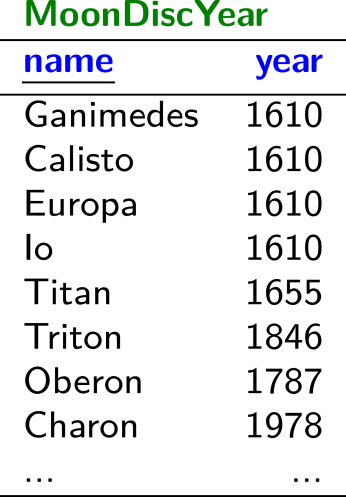 MoonDiscYear
name year
Ganimedes 1610
Calisto 1610
Europa 1610
Io 1610
Titan 1655
Triton 1846
Oberon 1787
Charon 1978
... ...